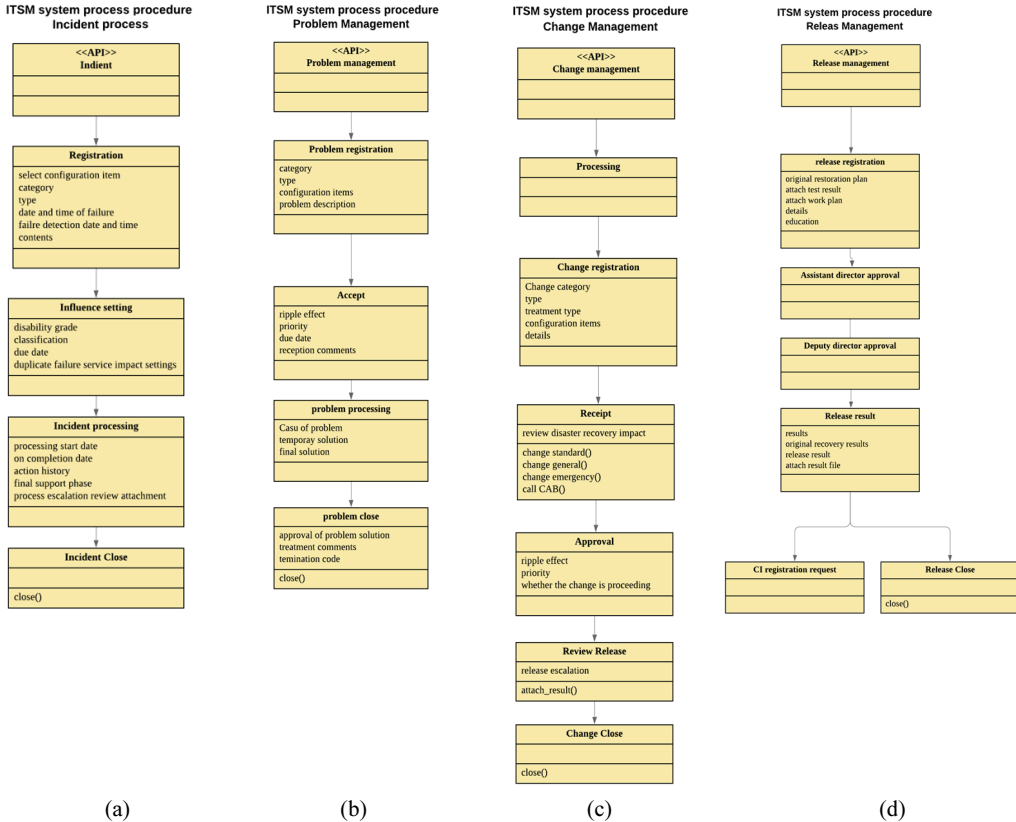 ITSM system process procedure
Incident process
<<API>>
Indient
Registration
select configuration item
category
type
date and time of failure
failre detection date and time
contents
Influence setting
disability grade
classification
due date
duplicate failure service impact settings
Incident processing
processing start date
on completion date
action history
final support phase
process escalation review attachment
Incident Close
close()
(a)
ITSM system process procedure
Problem Management
<<API>>
Problem management
Problem registration
category
type
configuration items
problem description
Accept
ripple effect
priority
due date
reception comments
problem processing
Casu of problem
temporay solution
final solution
problem close
approval of problem solution
treatment comments
temination code
close()
(b)
ITSM system process procedure
Change Management
<<API>>
Change management
Processing
Change registration
Change category
type
treatment type
configuration items
details
Receipt
review disaster recovery impact
change standard()
change general()
change emergency()
call CAB()
Approval
ripple effect
priority
whether the change is proceeding
Review Release
release escalation
attach_result()
Change Close
close()
(c)
ITSM system process procedure
Releas Management
<<API>>
Release management
release registration
original restoration plan
attach test result
attach work plan
details
education
Assistant director approval
Deputy director approval
Release result
results
original recovery results
release result
attach result file
CI registration request
Release Close
close()
(d)